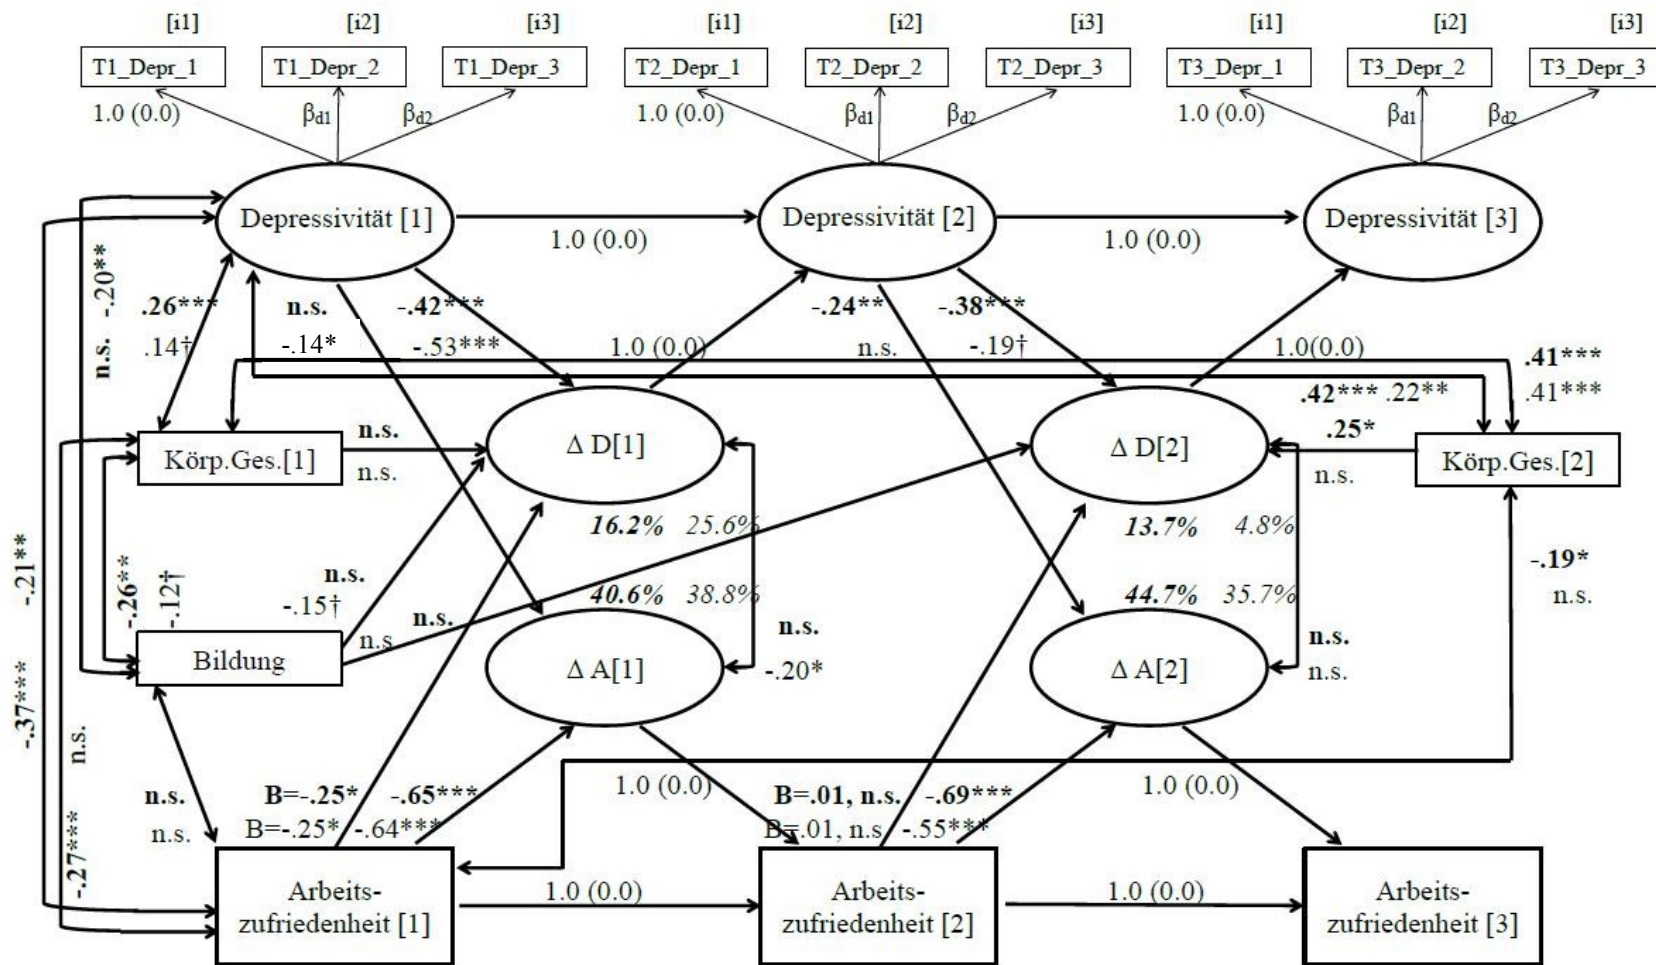 [i1] [i2] [i3] [i1] [i2] [i3] [i1] [i2] [i3]
T1_Depr_1 T1_Depr_2 T1_Depr_3 T2_Depr_1 T2_Depr_2 T2_Depr_3 T3_Depr_1 T3_Depr_2 T3_Depr_3
1.0 (0.0) βd1 βd2 1.0 (0.0) βd1 βd2 1.0 (0.0) βd1 βd2
Depressivität [1] Depressivität [2] Depressivität [3]
1.0 (0.0) 1.0 (0.0)
n.s. -.20**
.26*** n.s. -.42*** -.24** -.38***
.14† -.14* -.53*** 1.0 (0.0) n.s. -.19† 1.0(0.0) .41***
.42*** .22** .41***
n.s. .25*
Körp.Ges.[1] Δ D[1] Δ D[2] Körp.Ges.[2]
n.s. n.s.
16.2% 25.6% 13.7% 4.8%
-.37*** -.21**
-.26** -.12†
n.s. -.19*
-.15† 40.6% 38.8% 44.7% 35.7% n.s.
n.s. n.s.
n.s. n.s.
Bildung Δ A[1] -.20* Δ A[2] n.s.
-.27*** n.s.
n.s. B=-.25* -.65*** 1.0 (0.0) B=.01, n.s. -.69*** 1.0 (0.0)
n.s. B=-.25* -.64*** B=.01, n.s. -.55***
Arbeits-
zufriedenheit [1]
1.0 (0.0)
Arbeits-
zufriedenheit [2]
1.0 (0.0)
Arbeits-
zufriedenheit [3]